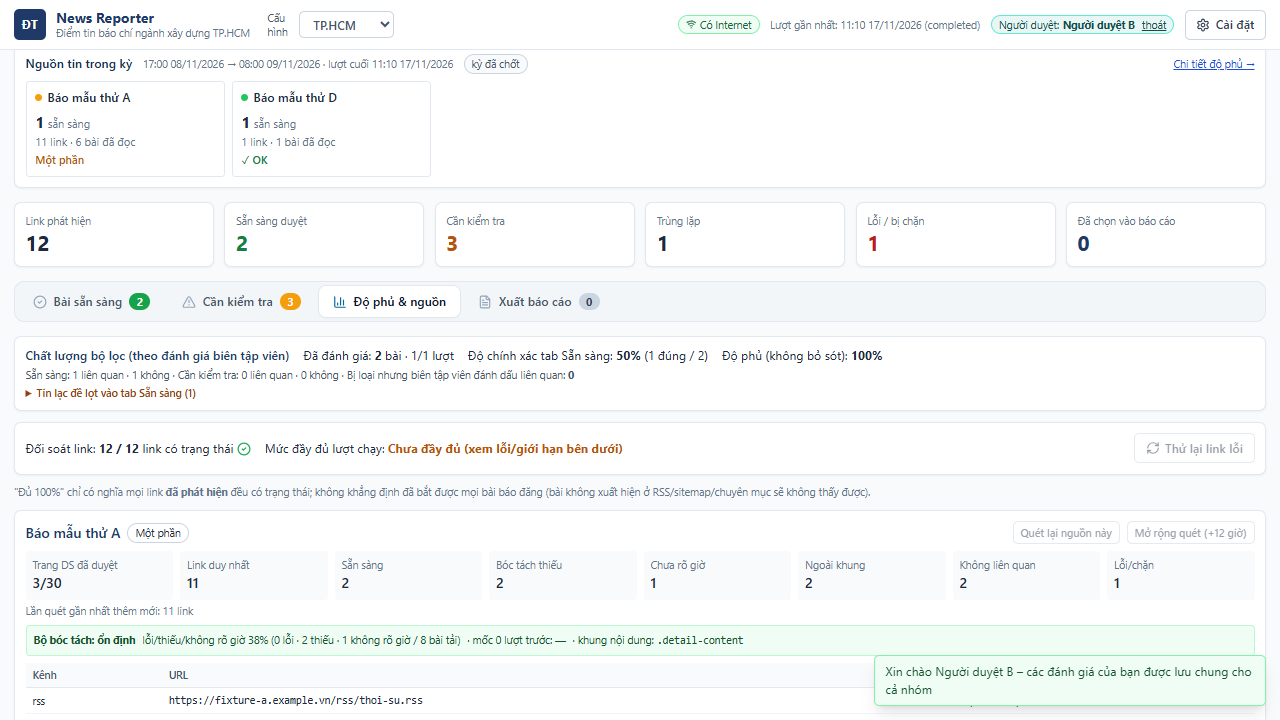 ĐT
News Reporter
Điểm tin báo chí ngành xây dựng TP.HCM
Cấu hình
TP.HCM
Có Internet
Lượt gần nhất: 11:10 17/11/2026 (completed)
Người duyệt: Người duyệt B thoát
Cài đặt
Nguồn tin trong kỳ 17:00 08/11/2026 → 08:00 09/11/2026 · lượt cuối 11:10 17/11/2026 kỳ đã chốt
Chi tiết độ phủ →
Báo mẫu thử A
1 sẵn sàng
11 link · 6 bài đã đọc
Một phần
Báo mẫu thử D
1 sẵn sàng
1 link · 1 bài đã đọc
✓ OK
Link phát hiện
12
Sẵn sàng duyệt
2
Cần kiểm tra
3
Trùng lặp
1
Lỗi / bị chặn
1
Đã chọn vào báo cáo
0
Bài sẵn sàng 2
Cần kiểm tra 3
Độ phủ & nguồn
Xuất báo cáo 0
Chất lượng bộ lọc (theo đánh giá biên tập viên) Đã đánh giá: 2 bài · 1/1 lượt Độ chính xác tab Sẵn sàng: 50% (1 đúng / 2) Độ phủ (không bỏ sót): 100%
Sẵn sàng: 1 liên quan · 1 không · Cần kiểm tra: 0 liên quan · 0 không · Bị loại nhưng biên tập viên đánh dấu liên quan: 0
▸ Tin lạc đề lọt vào tab Sẵn sàng (1)
Đối soát link: 12 / 12 link có trạng thái Mức đầy đủ lượt chạy: Chưa đầy đủ (xem lỗi/giới hạn bên dưới)
Thử lại link lỗi
"Đủ 100%" chỉ có nghĩa mọi link đã phát hiện đều có trạng thái; không khẳng định đã bắt được mọi bài báo đăng (bài không xuất hiện ở RSS/sitemap/chuyên mục sẽ không thấy được).
Báo mẫu thử A Một phần
Quét lại nguồn này
Mở rộng quét (+12 giờ)
Trang DS đã duyệt
3/30
Link duy nhất
11
Sẵn sàng
2
Bóc tách thiếu
2
Chưa rõ giờ
1
Ngoài khung
2
Không liên quan
2
Lỗi/chặn
1
Lần quét gần nhất thêm mới: 11 link
Bộ bóc tách: ổn định lỗi/thiếu/không rõ giờ 38% (0 lỗi · 2 thiếu · 1 không rõ giờ / 8 bài tải) · mốc 0 lượt trước: — · khung nội dung: .detail-content
Kênh URL
rss https://fixture-a.example.vn/rss/thoi-su.rss
Xin chào Người duyệt B – các đánh giá của bạn được lưu chung cho
cả nhóm